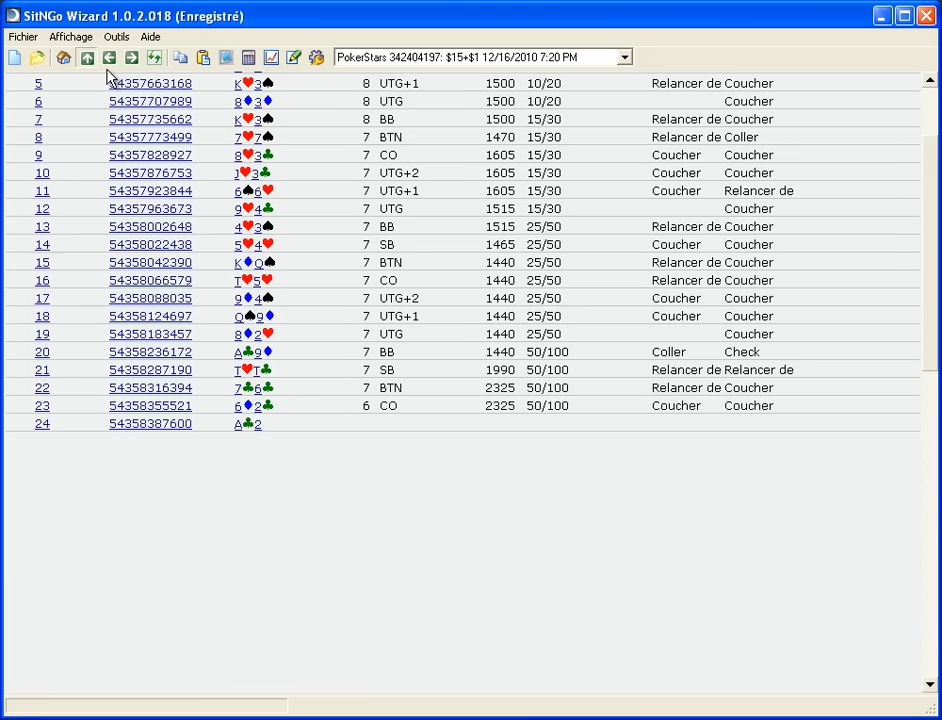 SitNGo Wizard 1.0.2.018 (Enregistré)
Fichier Affichage Outils Aide
PokerStars 342404197: $15+$1 12/16/2010 7:20 PM
5 54357663168 K♥3♠ 8 UTG+1 1500 10/20 Relancer de Coucher
6 54357707989 8♦3♦ 8 UTG 1500 10/20 Coucher
7 54357735662 K♥3♠ 8 BB 1500 15/30 Relancer de Coucher
8 54357773499 7♥7♠ 7 BTN 1470 15/30 Relancer de Coller
9 54357828927 8♥3♣ 7 CO 1605 15/30 Coucher Coucher
10 54357876753 J♥3♣ 7 UTG+2 1605 15/30 Coucher Coucher
11 54357923844 6♠6♥ 7 UTG+1 1605 15/30 Coucher Relancer de
12 54357963673 9♥4♣ 7 UTG 1515 15/30 Coucher
13 54358002648 4♥3♠ 7 BB 1515 25/50 Relancer de Coucher
14 54358022438 5♥4♥ 7 SB 1465 25/50 Coucher Coucher
15 54358042390 K♦Q♠ 7 BTN 1440 25/50 Relancer de Coucher
16 54358066579 T♥5♥ 7 CO 1440 25/50 Relancer de Coucher
17 54358088035 9♦4♠ 7 UTG+2 1440 25/50 Coucher Coucher
18 54358124697 Q♠9♦ 7 UTG+1 1440 25/50 Coucher Coucher
19 54358183457 8♦2♥ 7 UTG 1440 25/50 Coucher
20 54358236172 A♣9♦ 7 BB 1440 50/100 Coller Check
21 54358287190 T♥T♣ 7 SB 1990 50/100 Relancer de Relancer de
22 54358316394 7♣6♣ 7 BTN 2325 50/100 Relancer de Coucher
23 54358355521 6♦2♣ 6 CO 2325 50/100 Coucher Coucher
24 54358387600 A♣2